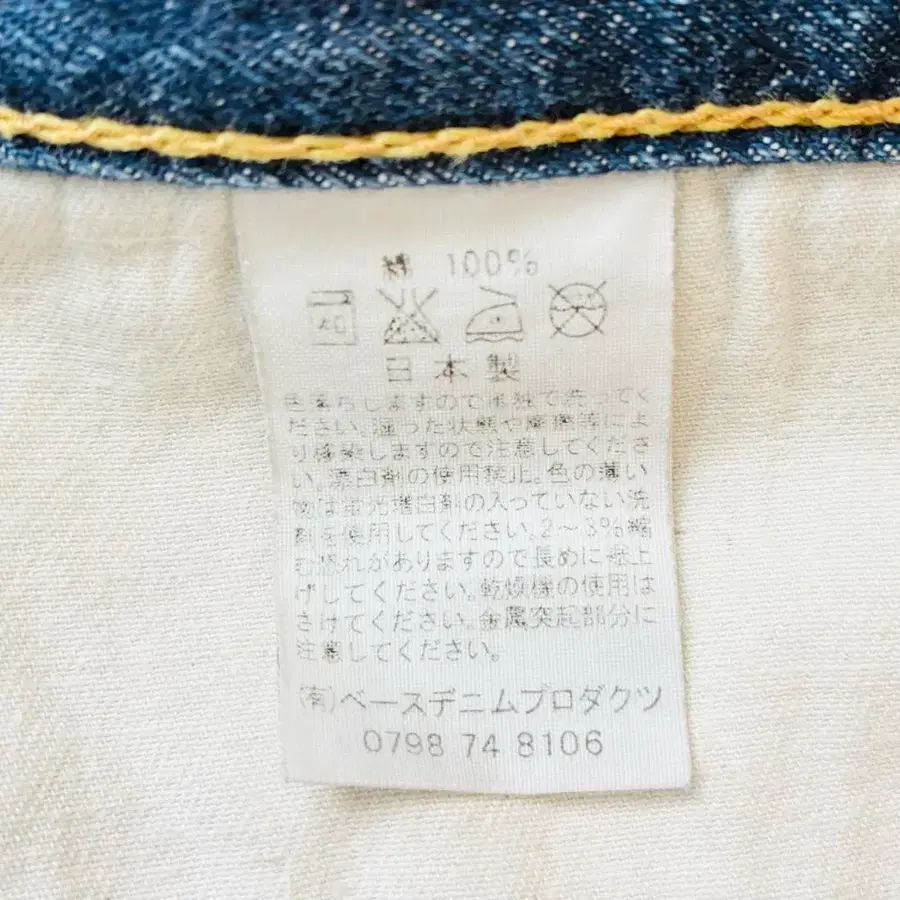 綿 100%
40
日本製
色落らしますので単独で洗ってく
ださい。湿った状態や摩擦等によ
り移染しますので注意してくださ
い。漂白剤の使用禁止。色の薄い
物は蛍光増白剤の入っていない洗
剤を使用してください。2～3%縮
む恐れがありますので長めに裾上
げしてください。乾燥機の使用は
さけてください。金属突起部分に
注意してください。
(有)ベースデニムプロダクツ
0798 74 8106